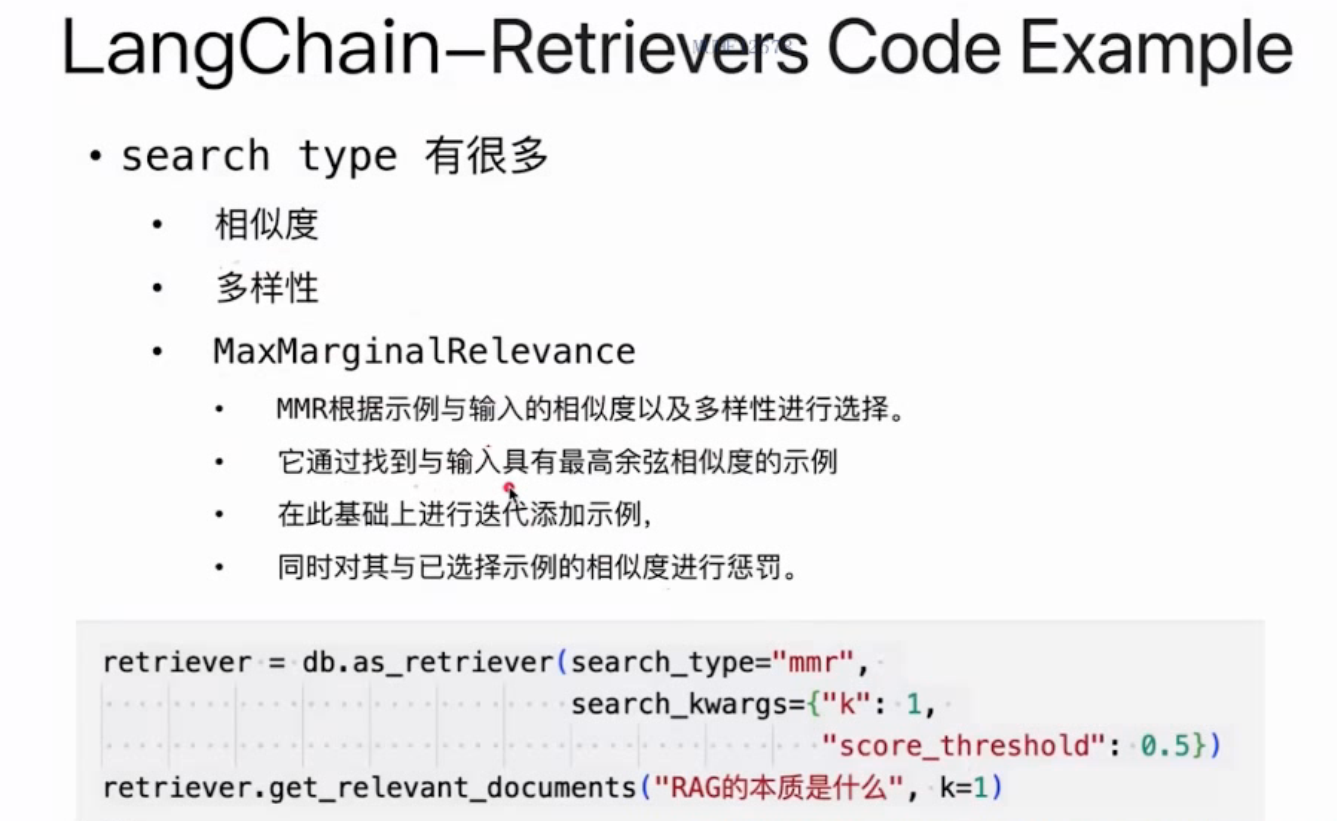 LangChain–Retrievers Code Example
• search type 有很多
• 相似度
• 多样性
• MaxMarginalRelevance
• MMR根据示例与输入的相似度以及多样性进行选择。
• 它通过找到与输入具有最高余弦相似度的示例
• 在此基础上进行迭代添加示例，
• 同时对其与已选择示例的相似度进行惩罚。
retriever = db.as_retriever(search_type="mmr",
search_kwargs={"k": 1,
"score_threshold": 0.5})
retriever.get_relevant_documents("RAG的本质是什么", k=1)